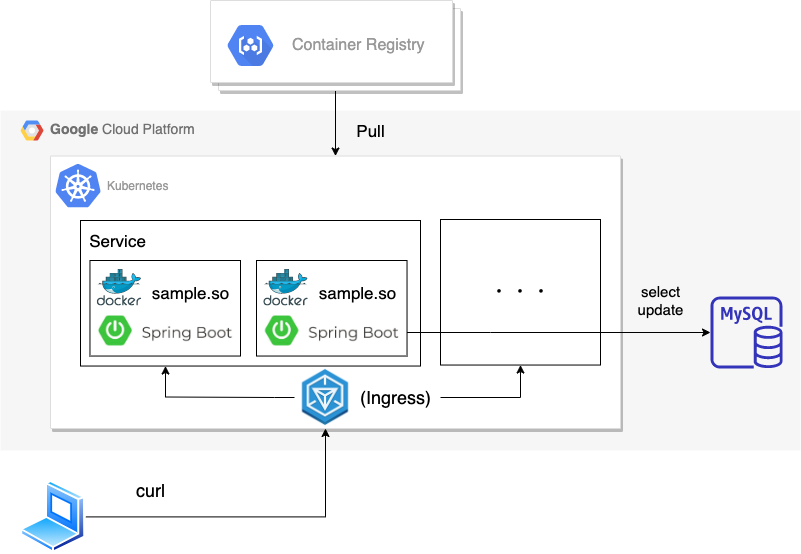 Container Registry
Pull
Google Cloud Platform
Kubernetes
Service
docker
sample.so
Spring Boot
docker
sample.so
Spring Boot
. . .
select
update
MySQL
(Ingress)
curl